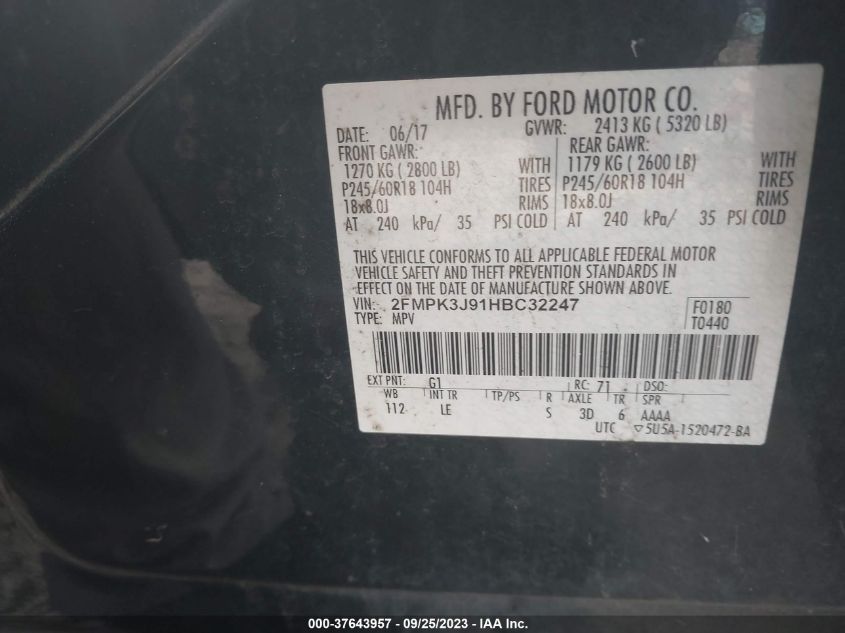 MFD. BY FORD MOTOR CO.
DATE: 06/17 GVWR: 2413 KG ( 5320 LB)
FRONT GAWR: REAR GAWR:
1270 KG ( 2800 LB) WITH 1179 KG ( 2600 LB) WITH
P245/60R18 104H TIRES P245/60R18 104H TIRES
18x8.0J RIMS 18x8.0J RIMS
AT 240 kPa/ 35 PSI COLD AT 240 kPa/ 35 PSI COLD
THIS VEHICLE CONFORMS TO ALL APPLICABLE FEDERAL MOTOR
VEHICLE SAFETY AND THEFT PREVENTION STANDARDS IN
EFFECT ON THE DATE OF MANUFACTURE SHOWN ABOVE.
VIN: 2FMPK3J91HBC32247 F0180
TYPE: MPV T0440
EXT PNT: G1 RC: 71 DSO:
WB INT TR TP/PS R AXLE TR SPR
112 LE S 3D 6 AAAA
UTC ▽5U5A-1520472-BA
000-37643957 - 09/25/2023 - IAA Inc.